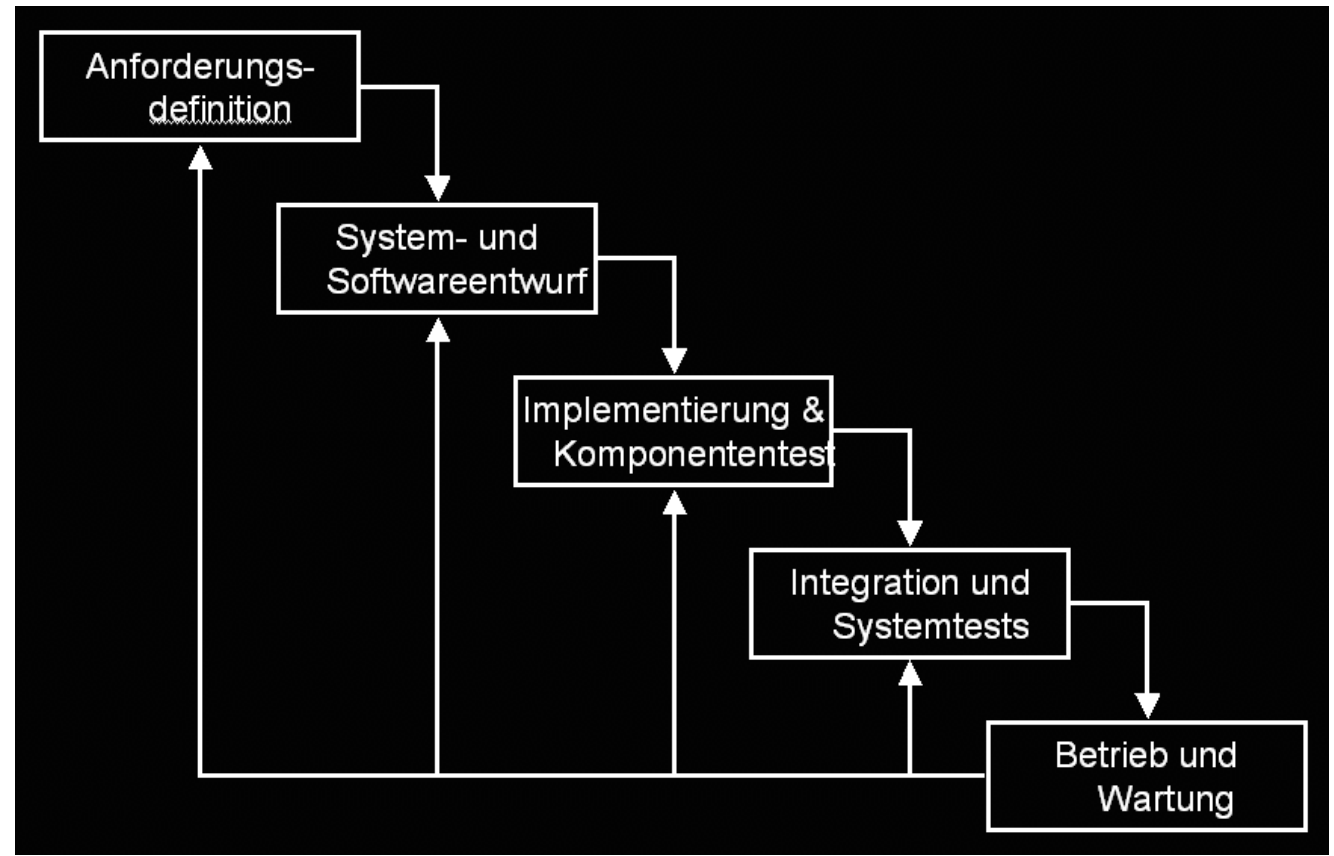 Anforderungs-
definition
System- und
Softwareentwurf
Implementierung &
Komponententest
Integration und
Systemtests
Betrieb und
Wartung